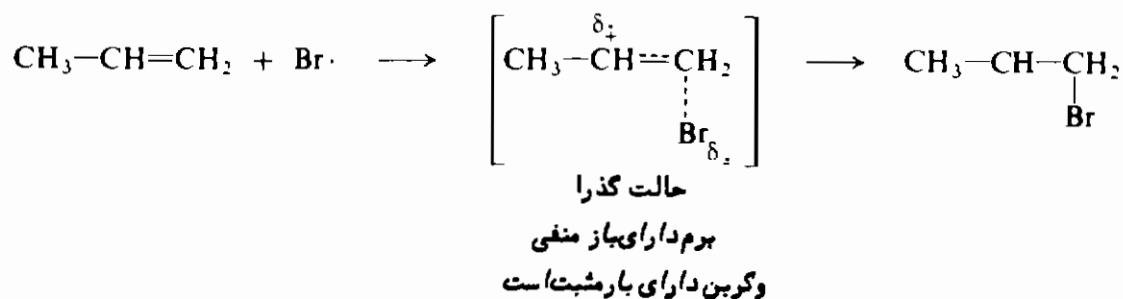 CH₃—CH=CH₂ + Br· ⟶ [CH₃—CH==CH₂ Br] ⟶ CH₃—CH—CH₂
δ+ δ- Br
حالت گذرا
برم‌دارای‌باز منفی
وکربن دارای بارمثبت‌است